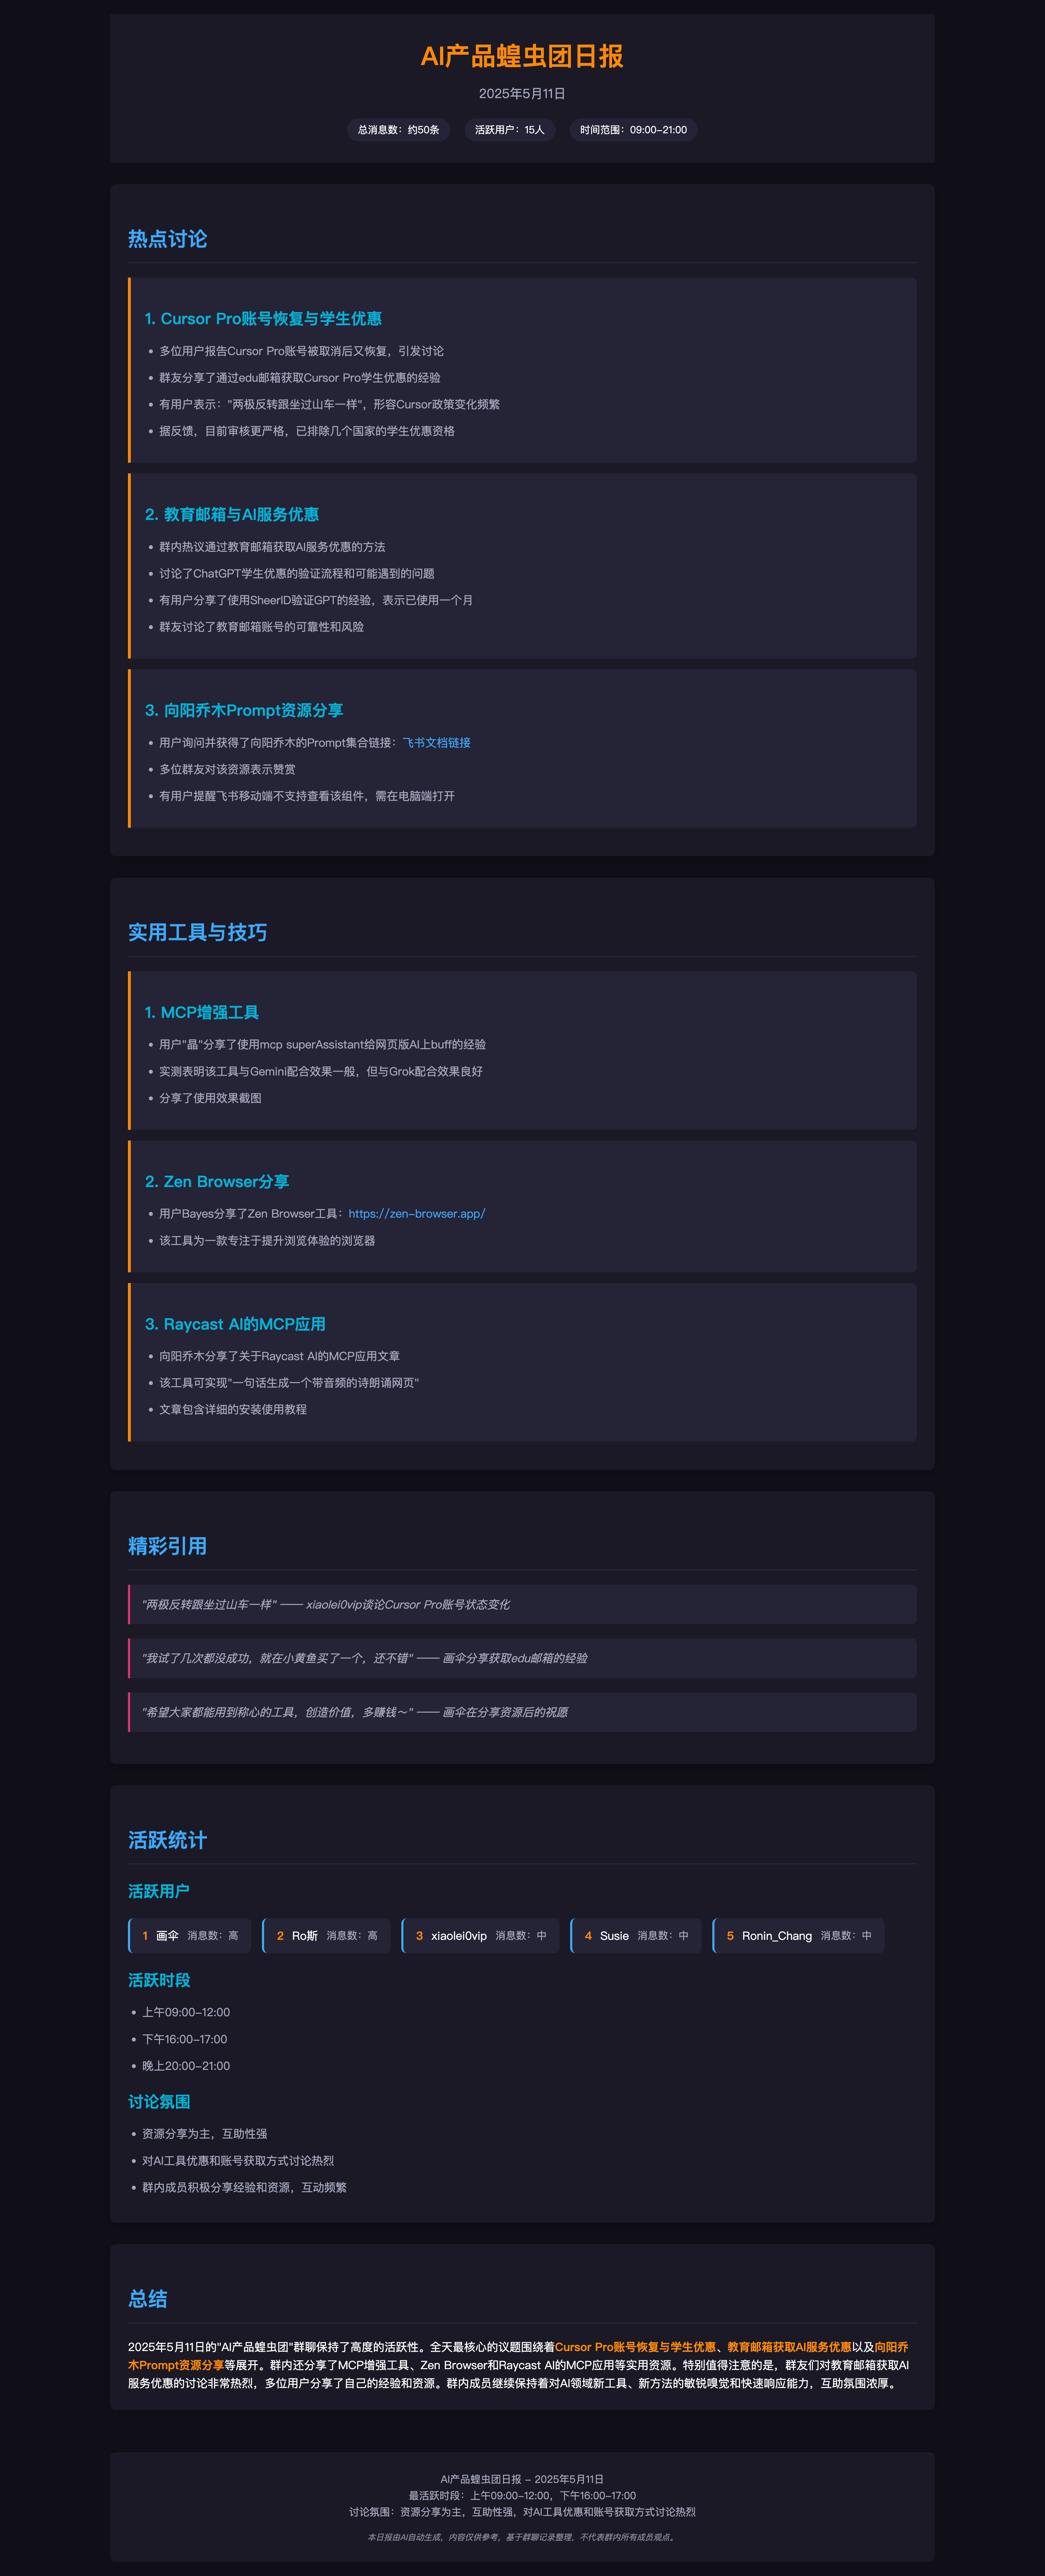 AI产品蝗虫团日报
2025年5月11日
总消息数：约50条
活跃用户：15人
时间范围：09:00-21:00
热点讨论
1. Cursor Pro账号恢复与学生优惠
• 多位用户报告Cursor Pro账号被取消后又恢复，引发讨论
• 群友分享了通过edu邮箱获取Cursor Pro学生优惠的经验
• 有用户表示："两极反转跟坐过山车一样"，形容Cursor政策变化频繁
• 据反馈，目前审核更严格，已排除几个国家的学生优惠资格
2. 教育邮箱与AI服务优惠
• 群内热议通过教育邮箱获取AI服务优惠的方法
• 讨论了ChatGPT学生优惠的验证流程和可能遇到的问题
• 有用户分享了使用SheerID验证GPT的经验，表示已使用一个月
• 群友讨论了教育邮箱账号的可靠性和风险
3. 向阳乔木Prompt资源分享
• 用户询问并获得了向阳乔木的Prompt集合链接：飞书文档链接
• 多位群友对该资源表示赞赏
• 有用户提醒飞书移动端不支持查看该组件，需在电脑端打开
实用工具与技巧
1. MCP增强工具
• 用户"晶"分享了使用mcp superAssistant给网页版AI上buff的经验
• 实测表明该工具与Gemini配合效果一般，但与Grok配合效果良好
• 分享了使用效果截图
2. Zen Browser分享
• 用户Bayes分享了Zen Browser工具：https://zen-browser.app/
• 该工具为一款专注于提升浏览体验的浏览器
3. Raycast AI的MCP应用
• 向阳乔木分享了关于Raycast AI的MCP应用文章
• 该工具可实现"一句话生成一个带音频的诗朗诵网页"
• 文章包含详细的安装使用教程
精彩引用
"两极反转跟坐过山车一样" —— xiaolei0vip谈论Cursor Pro账号状态变化
"我试了几次都没成功，就在小黄鱼买了一个，还不错" —— 画伞分享获取edu邮箱的经验
"希望大家都能用到称心的工具，创造价值，多赚钱～" —— 画伞在分享资源后的祝愿
活跃统计
活跃用户
1 画伞 消息数：高
2 Ro斯 消息数：高
3 xiaolei0vip 消息数：中
4 Susie 消息数：中
5 Ronin_Chang 消息数：中
活跃时段
• 上午09:00-12:00
• 下午16:00-17:00
• 晚上20:00-21:00
讨论氛围
• 资源分享为主，互助性强
• 对AI工具优惠和账号获取方式讨论热烈
• 群内成员积极分享经验和资源，互动频繁
总结
2025年5月11日的"AI产品蝗虫团"群聊保持了高度的活跃性。全天最核心的议题围绕着Cursor Pro账号恢复与学生优惠、教育邮箱获取AI服务优惠以及向阳乔
木Prompt资源分享等展开。群内还分享了MCP增强工具、Zen Browser和Raycast AI的MCP应用等实用资源。特别值得注意的是，群友们对教育邮箱获取AI
服务优惠的讨论非常热烈，多位用户分享了自己的经验和资源。群内成员继续保持着对AI领域新工具、新方法的敏锐嗅觉和快速响应能力，互助氛围浓厚。
AI产品蝗虫团日报 - 2025年5月11日
最活跃时段：上午09:00-12:00，下午16:00-17:00
讨论氛围：资源分享为主，互助性强，对AI工具优惠和账号获取方式讨论热烈
本日报由AI自动生成，内容仅供参考，基于群聊记录整理，不代表群内所有成员观点。